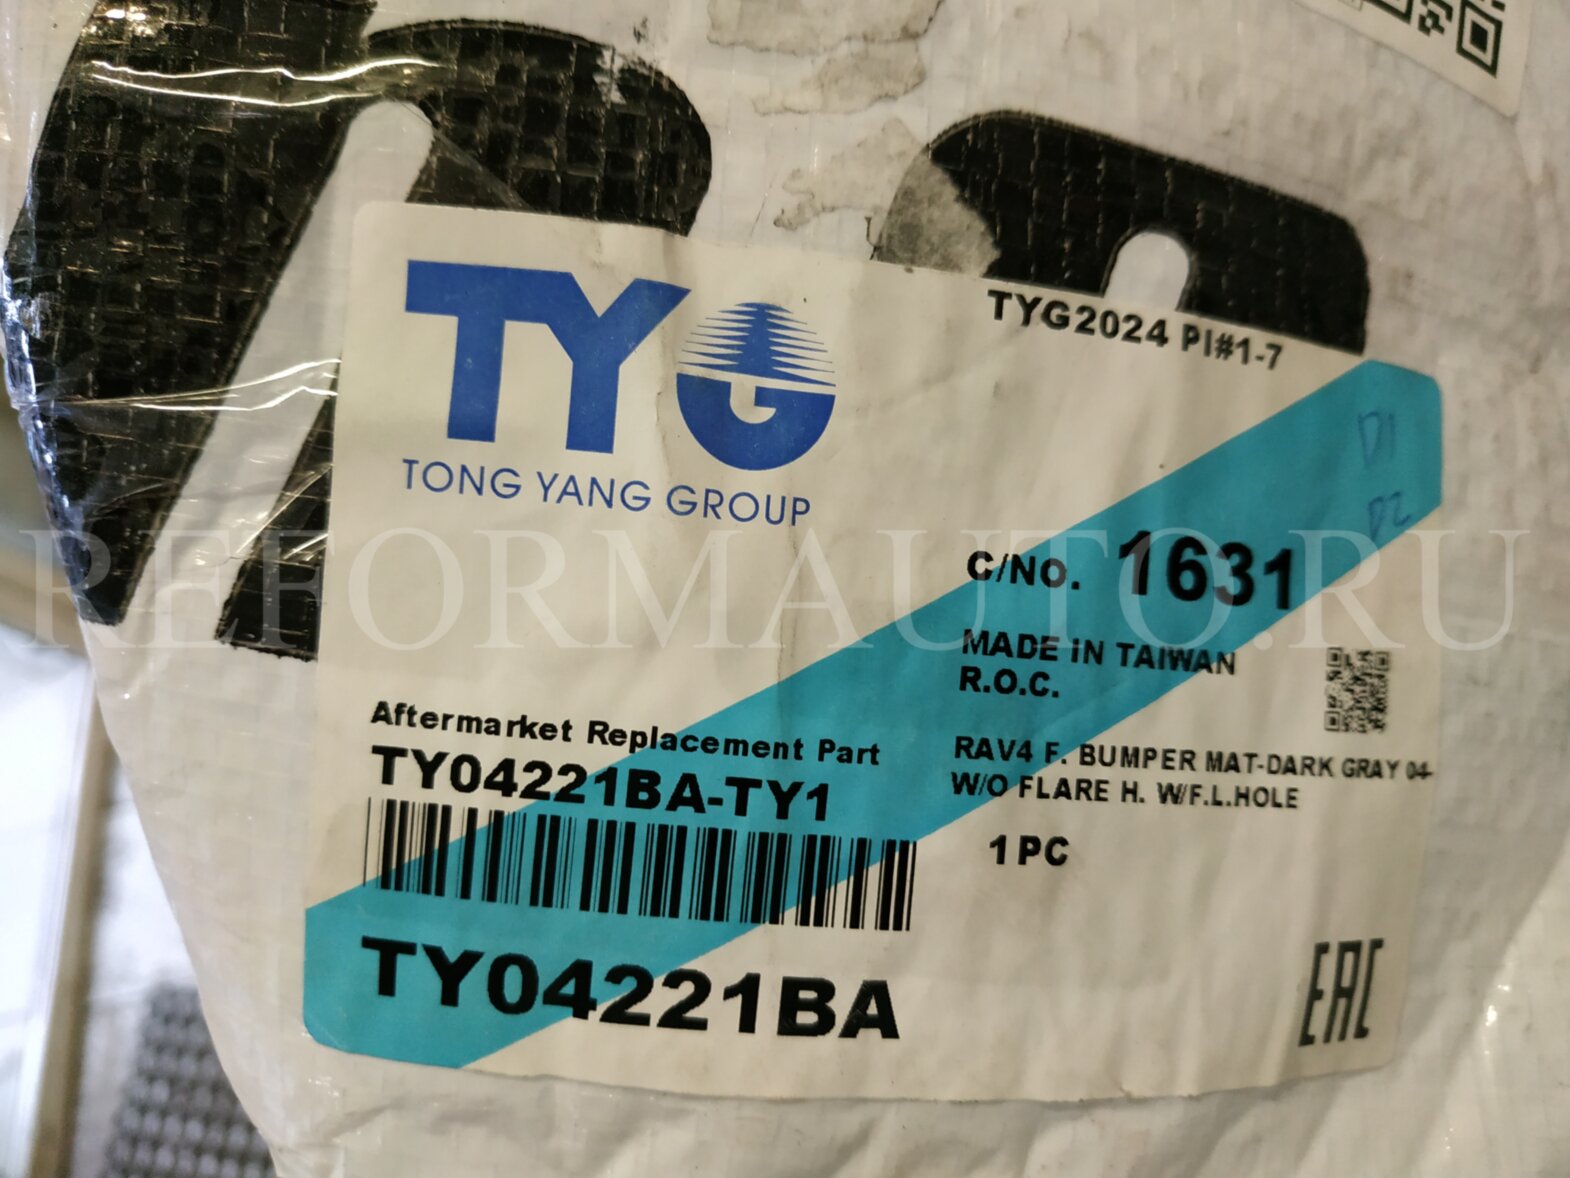 TYG
TONG YANG GROUP
TYG2024 PI#1-7
D1
D2
C/NO. 1631
MADE IN TAIWAN
R.O.C.
REFORMAUTO.RU
Aftermarket Replacement Part
TY04221BA-TY1
RAV4 F. BUMPER MAT-DARK GRAY 04-
W/O FLARE H. W/F.L.HOLE
1PC
TY04221BA
EAC